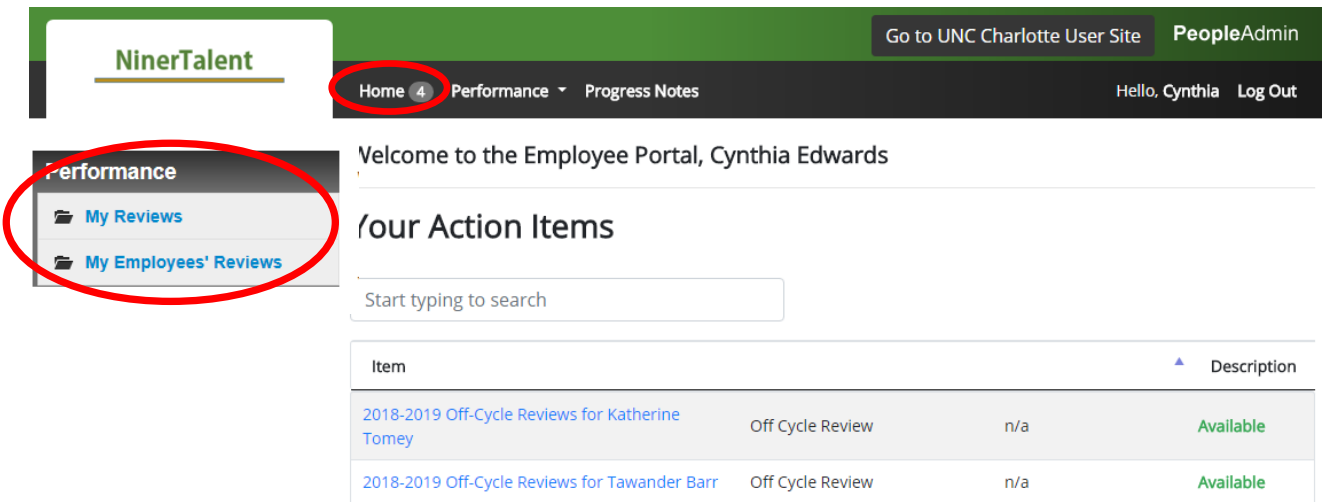 Go to UNC Charlotte User Site PeopleAdmin
NinerTalent
Home 4 Performance Progress Notes Hello, Cynthia Log Out
Performance
My Reviews
My Employees' Reviews
Welcome to the Employee Portal, Cynthia Edwards
Your Action Items
Start typing to search
Item Description
2018-2019 Off-Cycle Reviews for Katherine
Tomey Off Cycle Review n/a Available
2018-2019 Off-Cycle Reviews for Tawander Barr Off Cycle Review n/a Available